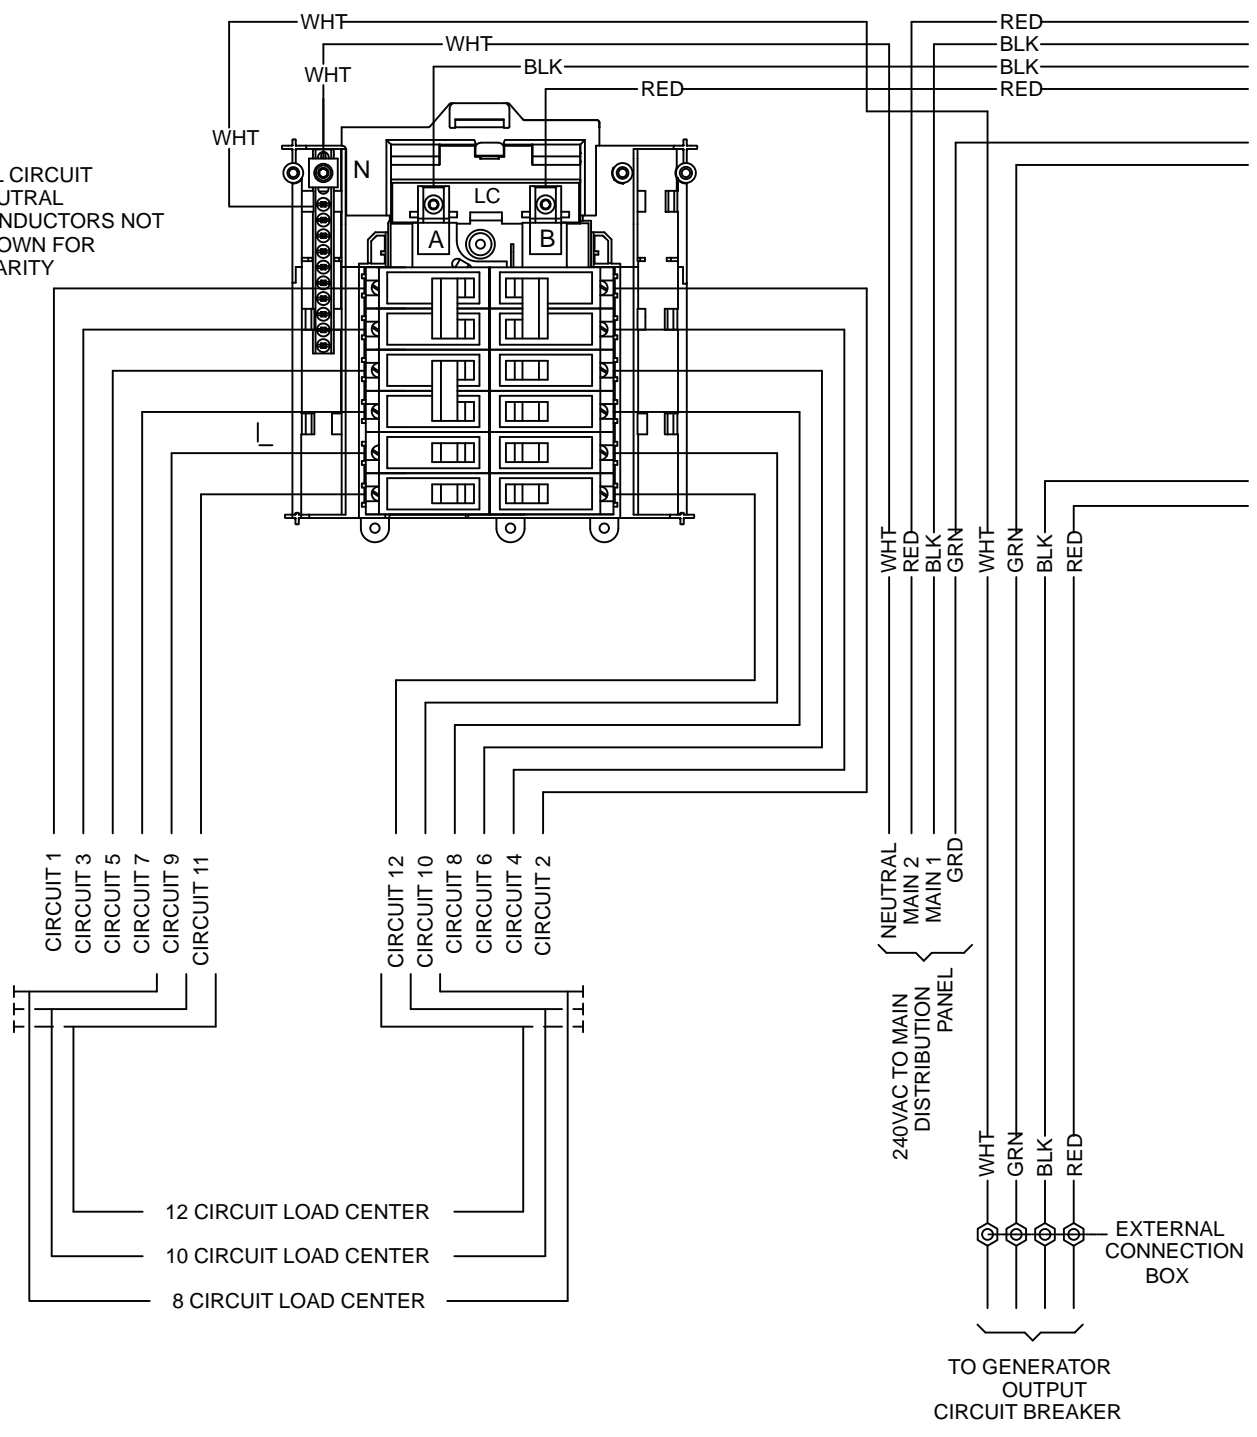 WHT
RED
WHT
BLK
WHT
BLK
BLK
RED
RED
WHT
N
L CIRCUIT
UTRAL
NDUCTORS NOT
OWN FOR
ARITY
LC
A
B
WHT
RED
BLK
GRN
WHT
GRN
BLK
RED
CIRCUIT 1
CIRCUIT 3
CIRCUIT 5
CIRCUIT 7
CIRCUIT 9
CIRCUIT 11
CIRCUIT 12
CIRCUIT 10
CIRCUIT 8
CIRCUIT 6
CIRCUIT 4
CIRCUIT 2
NEUTRAL
MAIN 2
MAIN 1
GRD
240VAC TO MAIN
DISTRIBUTION
PANEL
WHT
GRN
BLK
RED
12 CIRCUIT LOAD CENTER
10 CIRCUIT LOAD CENTER
8 CIRCUIT LOAD CENTER
EXTERNAL
CONNECTION
BOX
TO GENERATOR
OUTPUT
CIRCUIT BREAKER